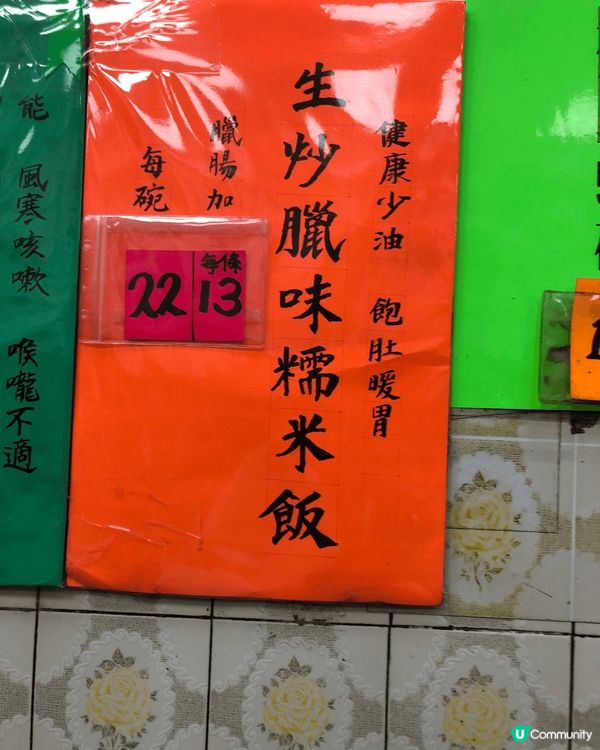 健康少油 飽肚暖胃
生炒臘味糯米飯
臘腸加
每條
13
每碗
22
能 風寒咳嗽 喉嚨不適
U Community